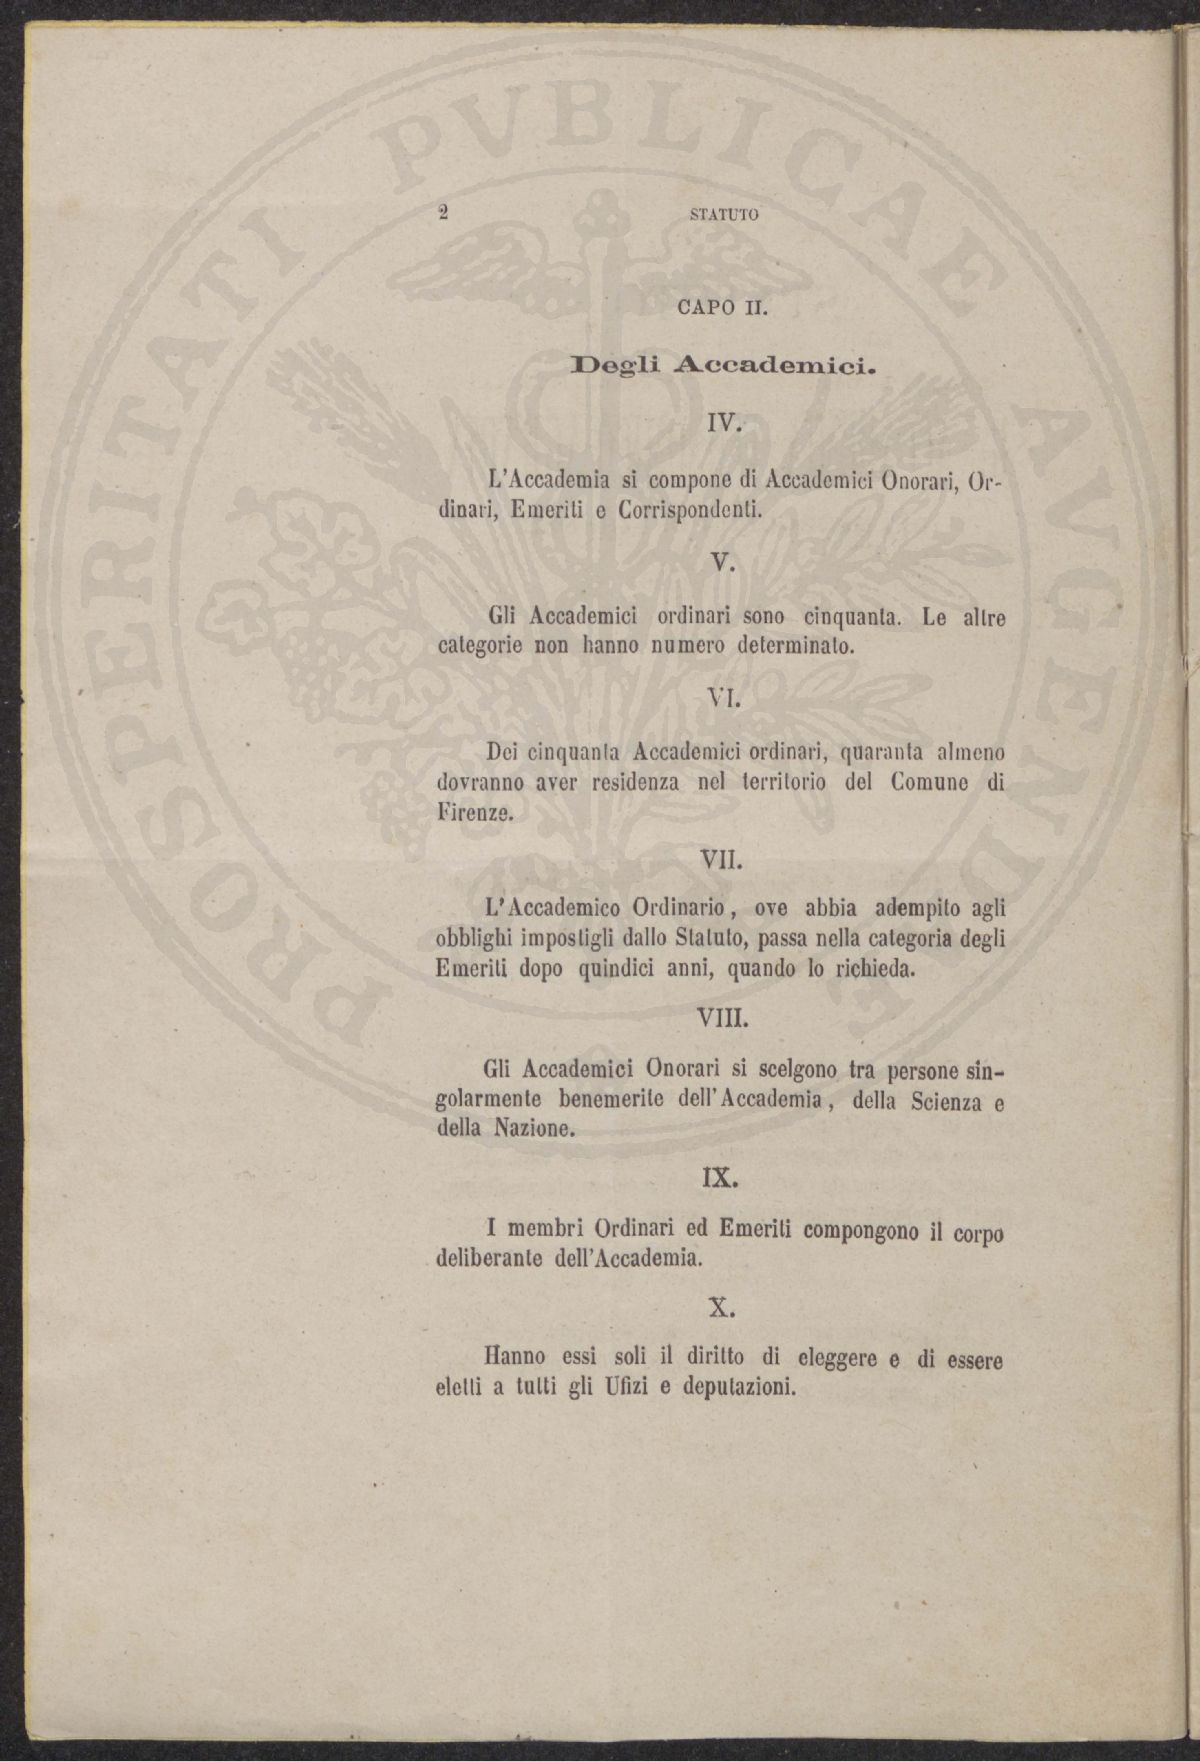 2 STATUTO
CAPO II.
Degli Accademici.
IV.
L'Accademia si compone di Accademici Onorari, Or-
dinari, Emeriti e Corrispondenti.
V.
Gli Accademici ordinari sono cinquanta. Le altre
categorie non hanno numero determinato.
VI.
Dei cinquanta Accademici ordinari, quaranta almeno
dovranno aver residenza nel territorio del Comune di
Firenze.
VII.
L'Accademico Ordinario, ove abbia adempito agli
obblighi impostigli dallo Statuto, passa nella categoria degli
Emeriti dopo quindici anni, quando lo richieda.
VIII.
Gli Accademici Onorari si scelgono tra persone sin-
golarmente benemerite dell'Accademia, della Scienza e
della Nazione.
IX.
I membri Ordinari ed Emeriti compongono il corpo
deliberante dell'Accademia.
X.
Hanno essi soli il diritto di eleggere e di essere
eletti a tutti gli Ufizi e deputazioni.
PROSPERITATI PVBLICAE AVGENDAE